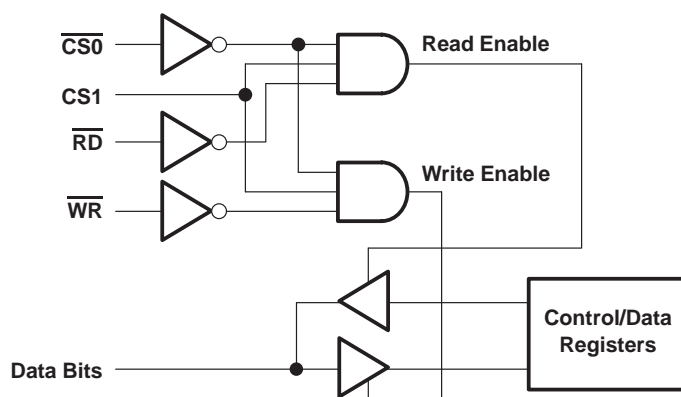 CS0
Read Enable
CS1
RD
Write Enable
WR
Control/Data
Registers
Data Bits